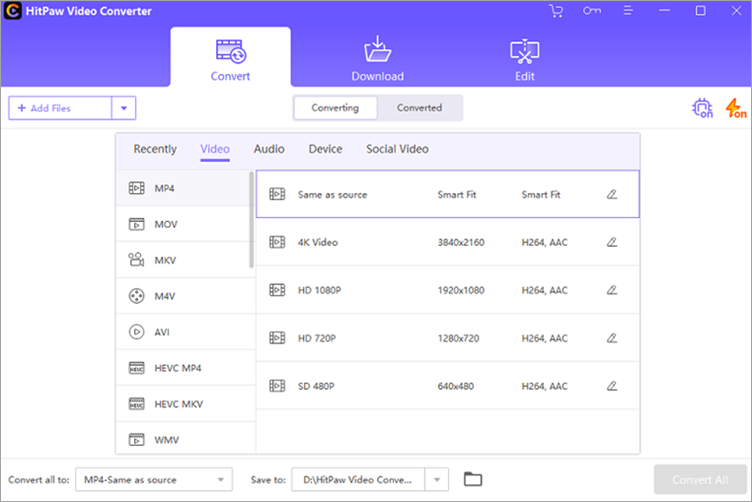 HitPaw Video Converter
Convert
Download
Edit
+ Add Files
Converting
Converted
on
on
Recently
Video
Audio
Device
Social Video
MP4
MOV
MKV
M4V
AVI
HEVC MP4
HEVC MKV
WMV
Same as source Smart Fit Smart Fit
4K Video 3840x2160 H264, AAC
HD 1080P 1920x1080 H264, AAC
HD 720P 1280x720 H264, AAC
SD 480P 640x480 H264, AAC
Convert all to: MP4-Same as source Save to: D:\HitPaw Video Conve... Convert All